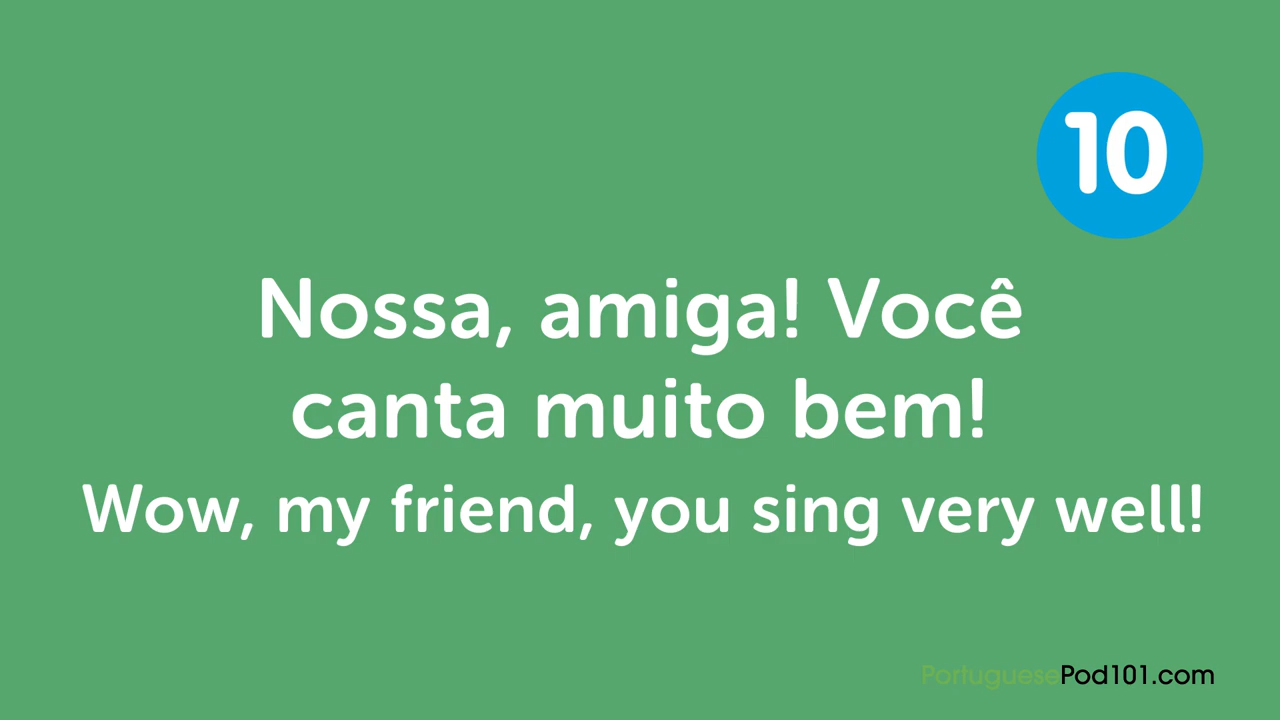 10
Nossa, amiga! Você
canta muito bem!
Wow, my friend, you sing very well!
PortuguesePod101.com